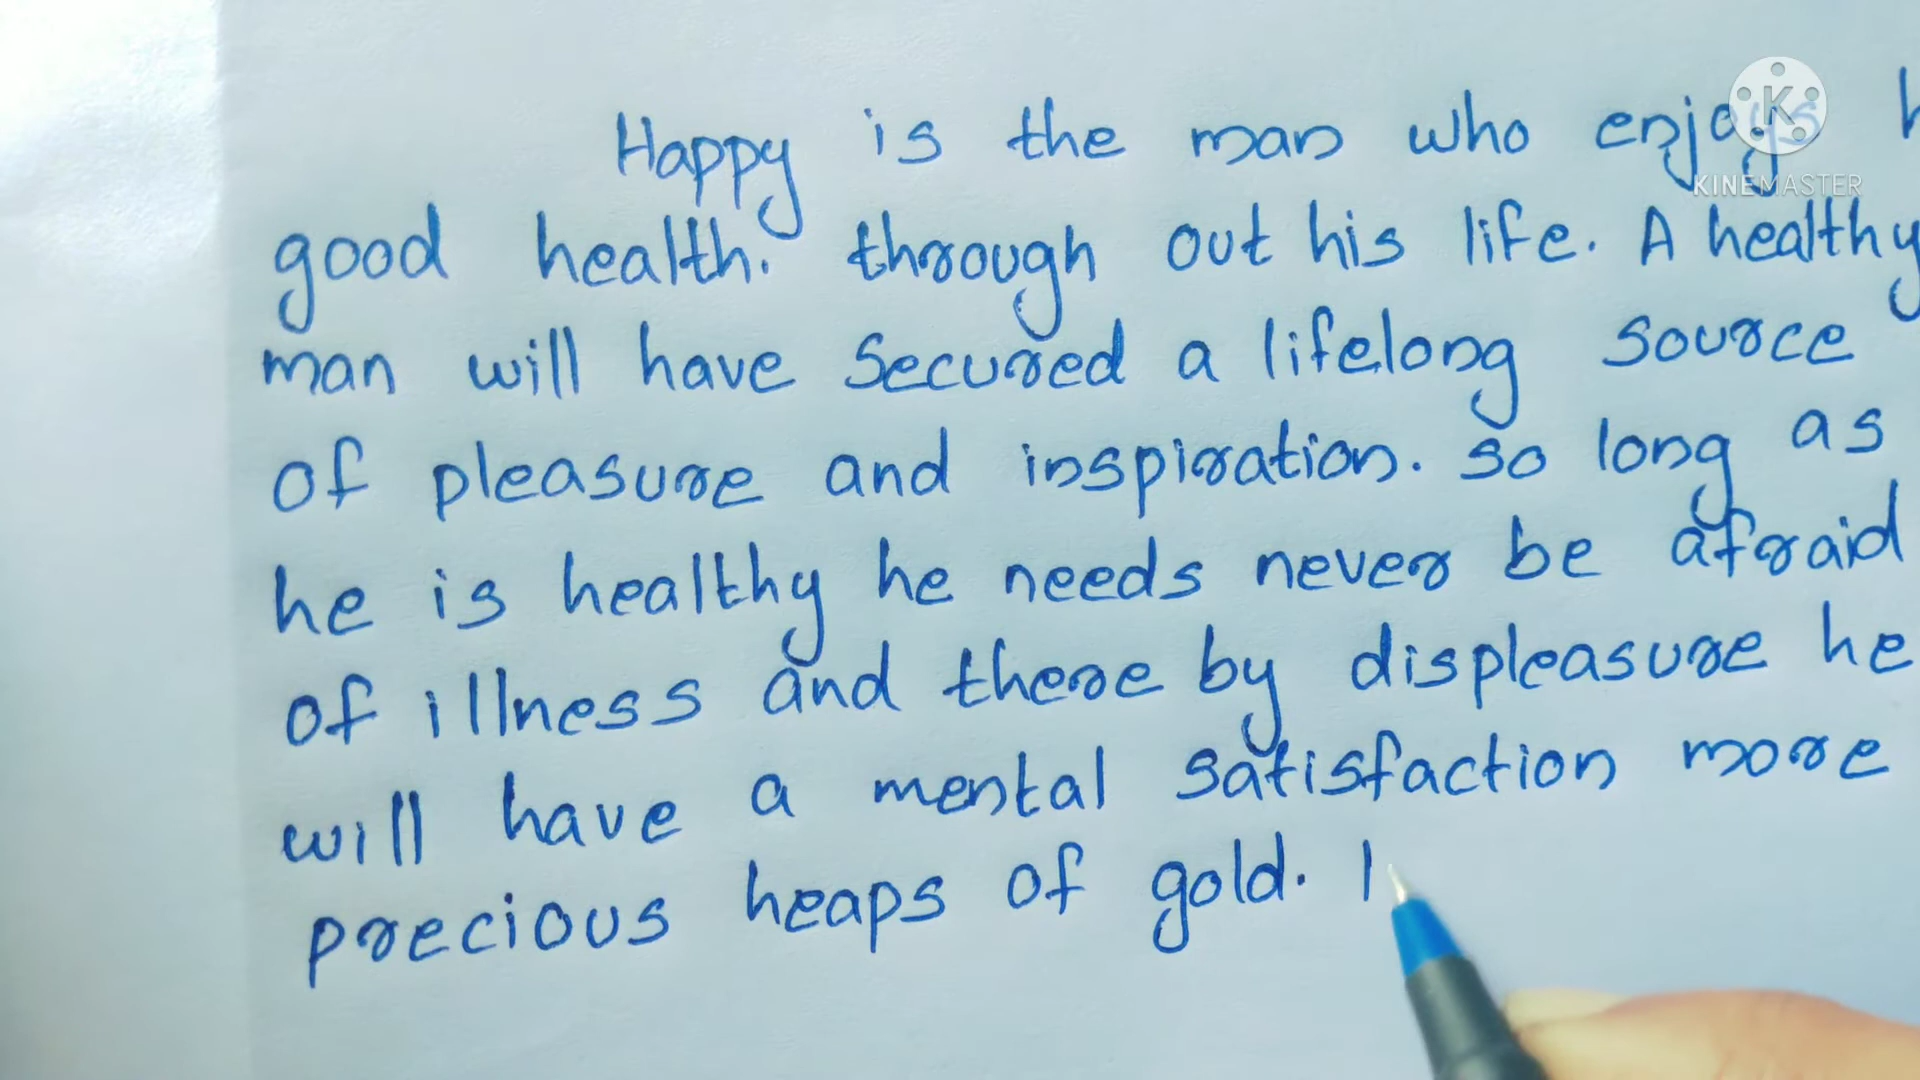 Happy is the man who enjoys
good health. through out his life. A healthy
man will have secured a lifelong source
of pleasure and inspiration. so long as
he is healthy he needs never be afraid
of illness and there by displeasure he
will have a mental satisfaction more
precious heaps of gold. I
KINEMASTER